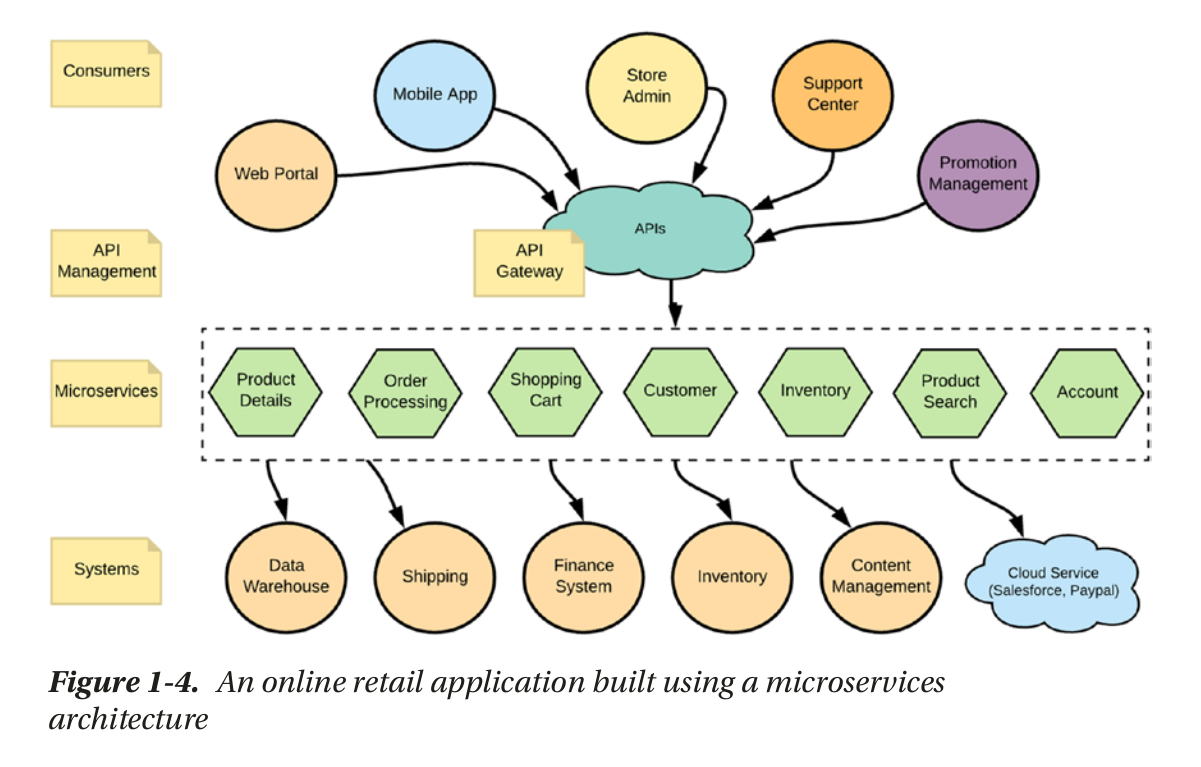 Consumers
Mobile App
Store
Admin
Support
Center
Web Portal
Promotion
Management
APIs
API
Management
API
Gateway
Microservices
Product
Details
Order
Processing
Shopping
Cart
Customer
Inventory
Product
Search
Account
Systems
Data
Warehouse
Shipping
Finance
System
Inventory
Content
Management
Cloud Service
(Salesforce, Paypal)
Figure 1-4. An online retail application built using a microservices
architecture